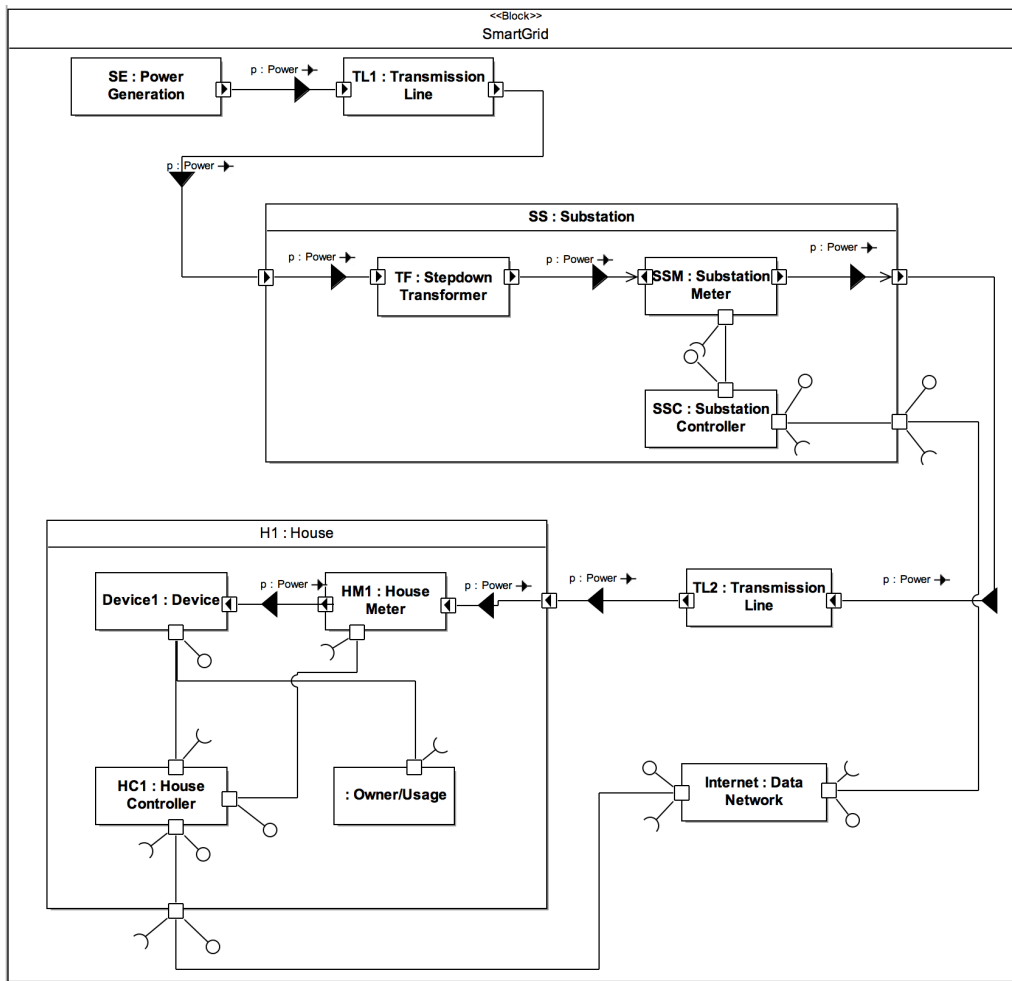 <<Block>>
SmartGrid
SE : Power
Generation
p : Power
TL1 : Transmission
Line
p : Power
SS : Substation
p : Power
TF : Stepdown
Transformer
p : Power
SSM : Substation
Meter
p : Power
SSC : Substation
Controller
H1 : House
Device1 : Device
p : Power
HM1 : House
Meter
p : Power
p : Power
TL2 : Transmission
Line
p : Power
HC1 : House
Controller
: Owner/Usage
Internet : Data
Network